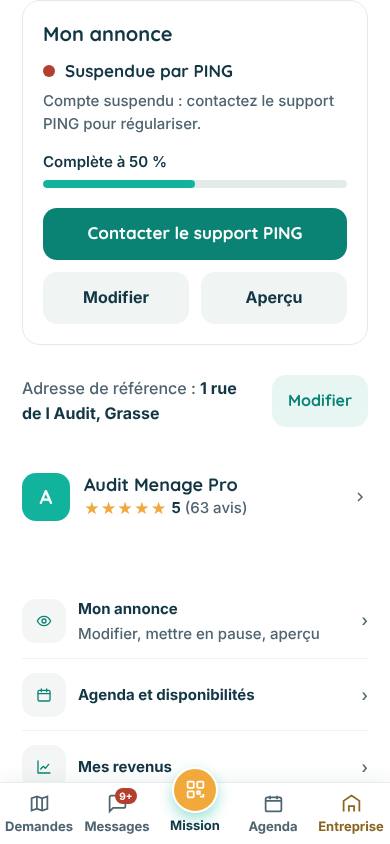 Mon annonce
Suspendue par PING
Compte suspendu : contactez le support
PING pour régulariser.
Complète à 50 %
Contacter le support PING
Modifier
Aperçu
Adresse de référence : 1 rue
de l Audit, Grasse
Modifier
A
Audit Menage Pro
★★★★★ 5 (63 avis)
Mon annonce
Modifier, mettre en pause, aperçu
Agenda et disponibilités
Mes revenus
9+
Demandes
Messages
Mission
Agenda
Entreprise